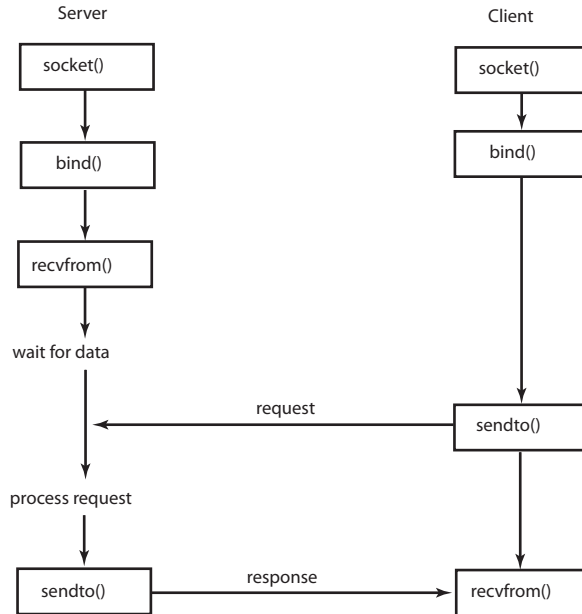 Server
Client
socket()
socket()
bind()
bind()
recvfrom()
wait for data
request
sendto()
process request
sendto()
response
recvfrom()